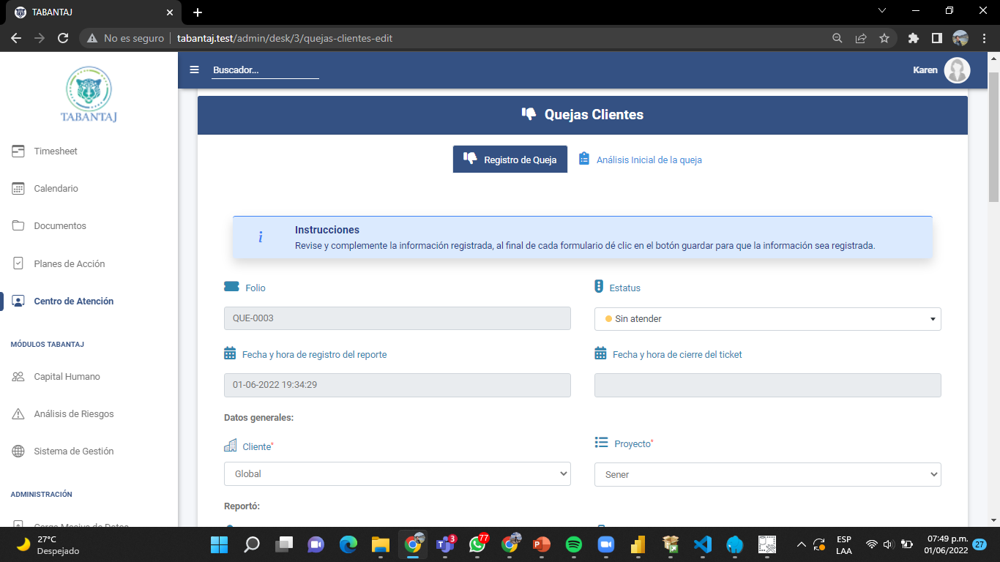 TABANTAJ
No es seguro
tabantaj.test/admin/desk/3/quejas-clientes-edit
TABANTAJ
Buscador...
Karen
Timesheet
Calendario
Documentos
Planes de Acción
Centro de Atención
MÓDULOS TABANTAJ
Capital Humano
Análisis de Riesgos
Sistema de Gestión
ADMINISTRACIÓN
Carga Masiva de Datos
Quejas Clientes
Registro de Queja
Análisis Inicial de la queja
i
Instrucciones
Revise y complemente la información registrada, al final de cada formulario dé clic en el botón guardar para que la información sea registrada.
Folio
Estatus
QUE-0003
Sin atender
Fecha y hora de registro del reporte
Fecha y hora de cierre del ticket
01-06-2022 19:34:29
Datos generales:
Cliente*
Proyecto*
Global
Sener
Reportó:
27°C
Despejado
3
77
ESP
LAA
07:49 p.m.
01/06/2022
27